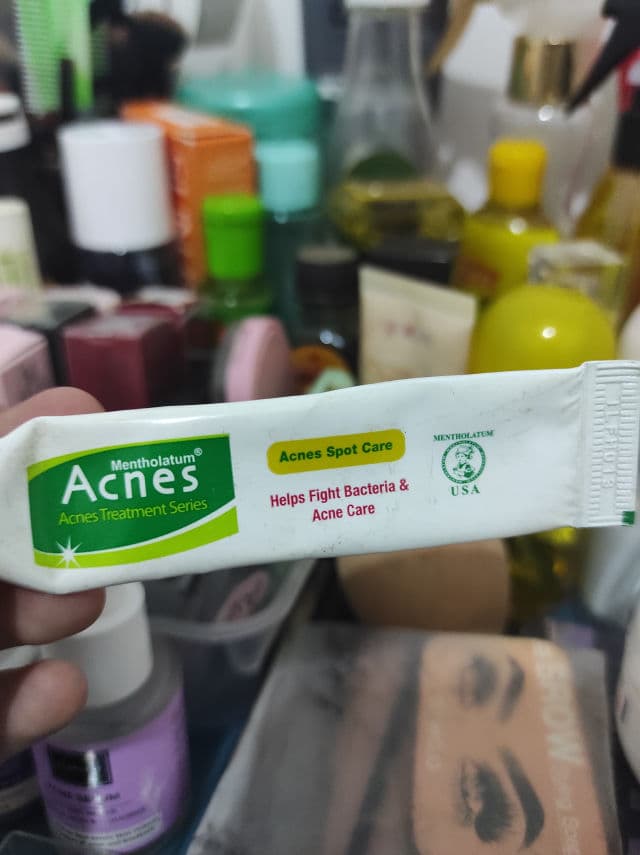 Mentholatum®
Acnes
Acnes Treatment Series
Acnes Spot Care
Helps Fight Bacteria &
Acne Care
MENTHOLATUM
USA